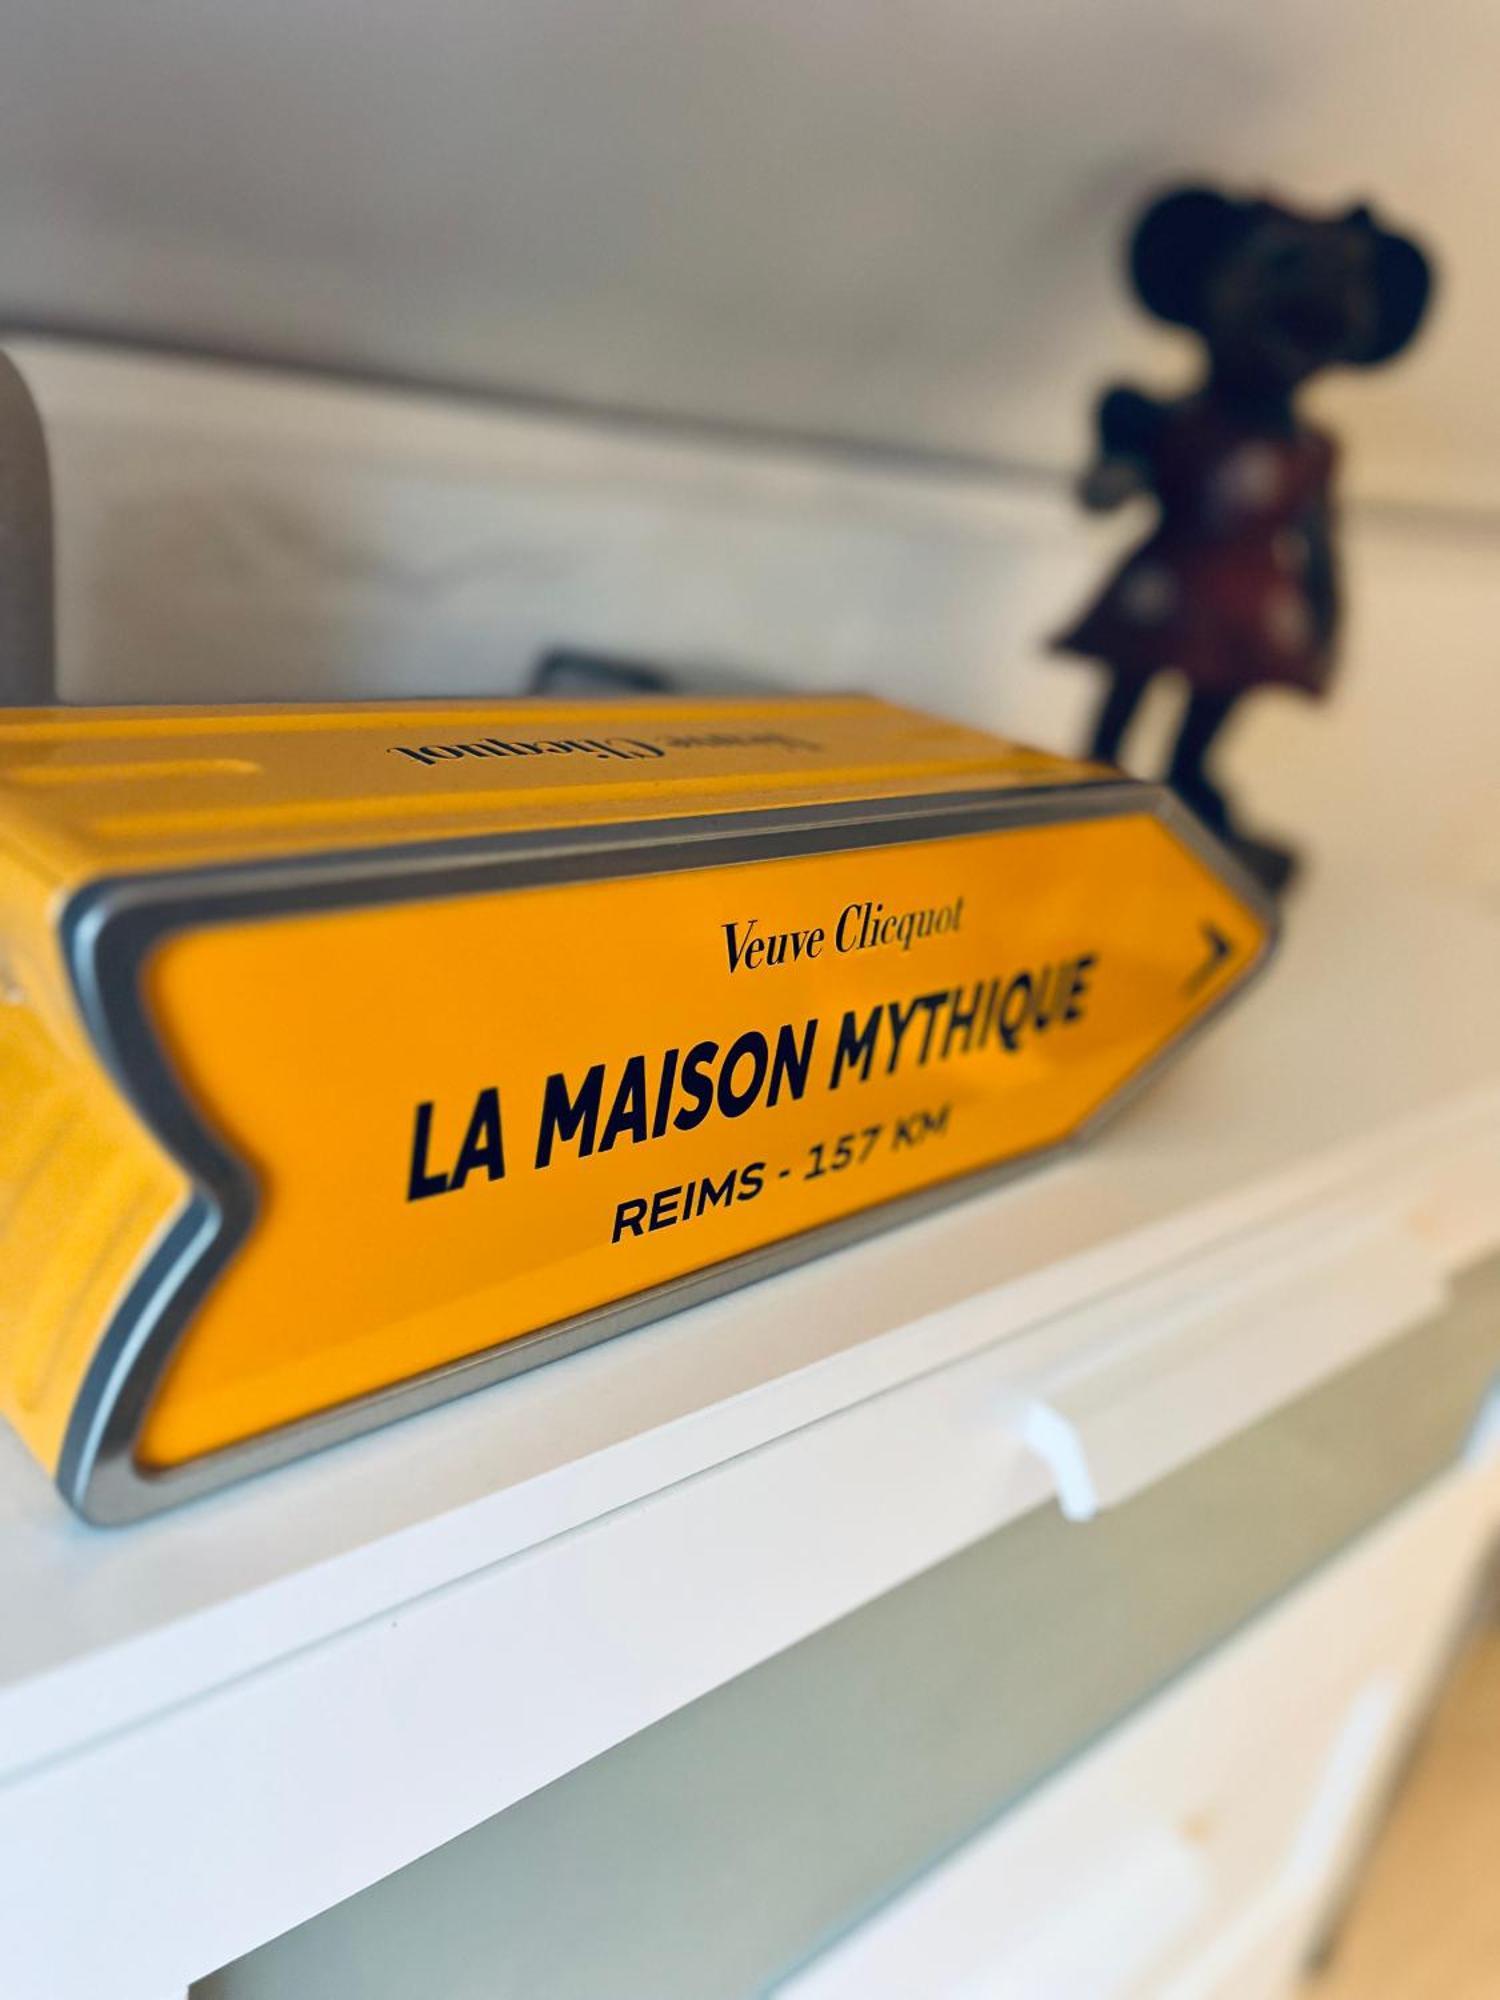 Veuve Clicquot
Veuve Clicquot
LA MAISON MYTHIQUE
REIMS - 157 KM